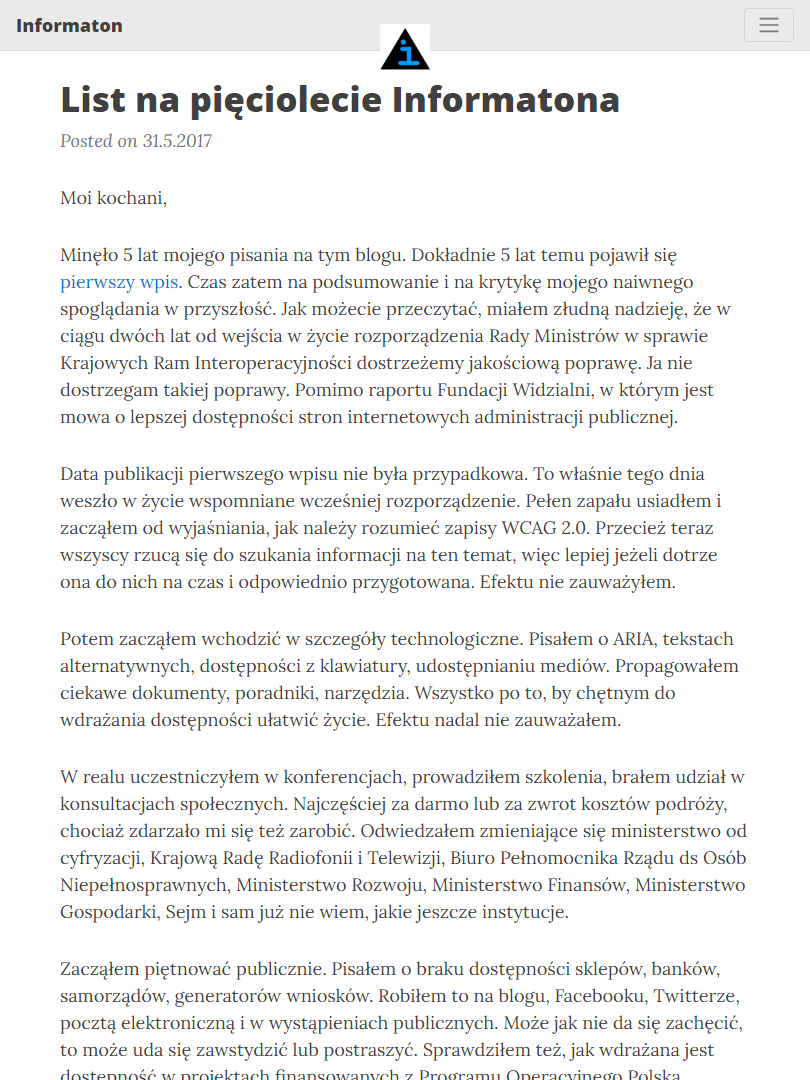 Informaton
i
List na pięciolecie Informatona
Posted on 31.5.2017
Moi kochani,
Minęło 5 lat mojego pisania na tym blogu. Dokładnie 5 lat temu pojawił się
pierwszy wpis. Czas zatem na podsumowanie i na krytykę mojego naiwnego
spoglądania w przyszłość. Jak możecie przeczytać, miałem złudną nadzieję, że w
ciągu dwóch lat od wejścia w życie rozporządzenia Rady Ministrów w sprawie
Krajowych Ram Interoperacyjności dostrzeżemy jakościową poprawę. Ja nie
dostrzegam takiej poprawy. Pomimo raportu Fundacji Widzialni, w którym jest
mowa o lepszej dostępności stron internetowych administracji publicznej.
Data publikacji pierwszego wpisu nie była przypadkowa. To właśnie tego dnia
weszło w życie wspomniane wcześniej rozporządzenie. Pełen zapału usiadłem i
zacząłem od wyjaśniania, jak należy rozumieć zapisy WCAG 2.0. Przecież teraz
wszyscy rzucą się do szukania informacji na ten temat, więc lepiej jeżeli dotrze
ona do nich na czas i odpowiednio przygotowana. Efektu nie zauważyłem.
Potem zacząłem wchodzić w szczegóły technologiczne. Pisałem o ARIA, tekstach
alternatywnych, dostępności z klawiatury, udostępnianiu mediów. Propagowałem
ciekawe dokumenty, poradniki, narzędzia. Wszystko po to, by chętnym do
wdrażania dostępności ułatwić życie. Efektu nadal nie zauważałem.
W realu uczestniczyłem w konferencjach, prowadziłem szkolenia, brałem udział w
konsultacjach społecznych. Najczęściej za darmo lub za zwrot kosztów podróży,
chociaż zdarzało mi się też zarobić. Odwiedzałem zmieniające się ministerstwo od
cyfryzacji, Krajową Radę Radiofonii i Telewizji, Biuro Pełnomocnika Rządu ds Osób
Niepełnosprawnych, Ministerstwo Rozwoju, Ministerstwo Finansów, Ministerstwo
Gospodarki, Sejm i sam już nie wiem, jakie jeszcze instytucje.
Zacząłem piętnować publicznie. Pisałem o braku dostępności sklepów, banków,
samorządów, generatorów wniosków. Robiłem to na blogu, Facebooku, Twitterze,
pocztą elektroniczną i w wystąpieniach publicznych. Może jak nie da się zachęcić,
to może uda się zawstydzić lub postraszyć. Sprawdziłem też, jak wdrażana jest
dostępność w projektach finansowanych z Programu Operacyjnego Polska